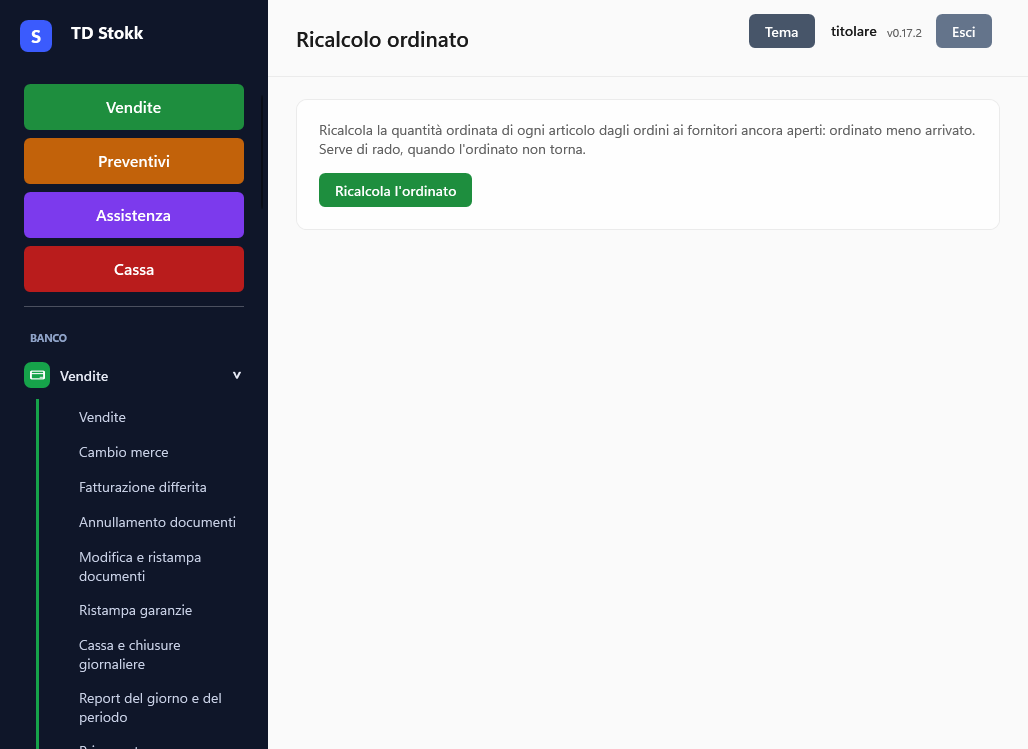 S
TD Stokk
Vendite
Preventivi
Assistenza
Cassa
BANCO
Vendite
Vendite
Cambio merce
Fatturazione differita
Annullamento documenti
Modifica e ristampa
documenti
Ristampa garanzie
Cassa e chiusure
giornaliere
Report del giorno e del
periodo
Ricalcolo ordinato
Tema
titolare
v0.17.2
Esci
Ricalcola la quantità ordinata di ogni articolo dagli ordini ai fornitori ancora aperti: ordinato meno arrivato.
Serve di rado, quando l'ordinato non torna.
Ricalcola l'ordinato